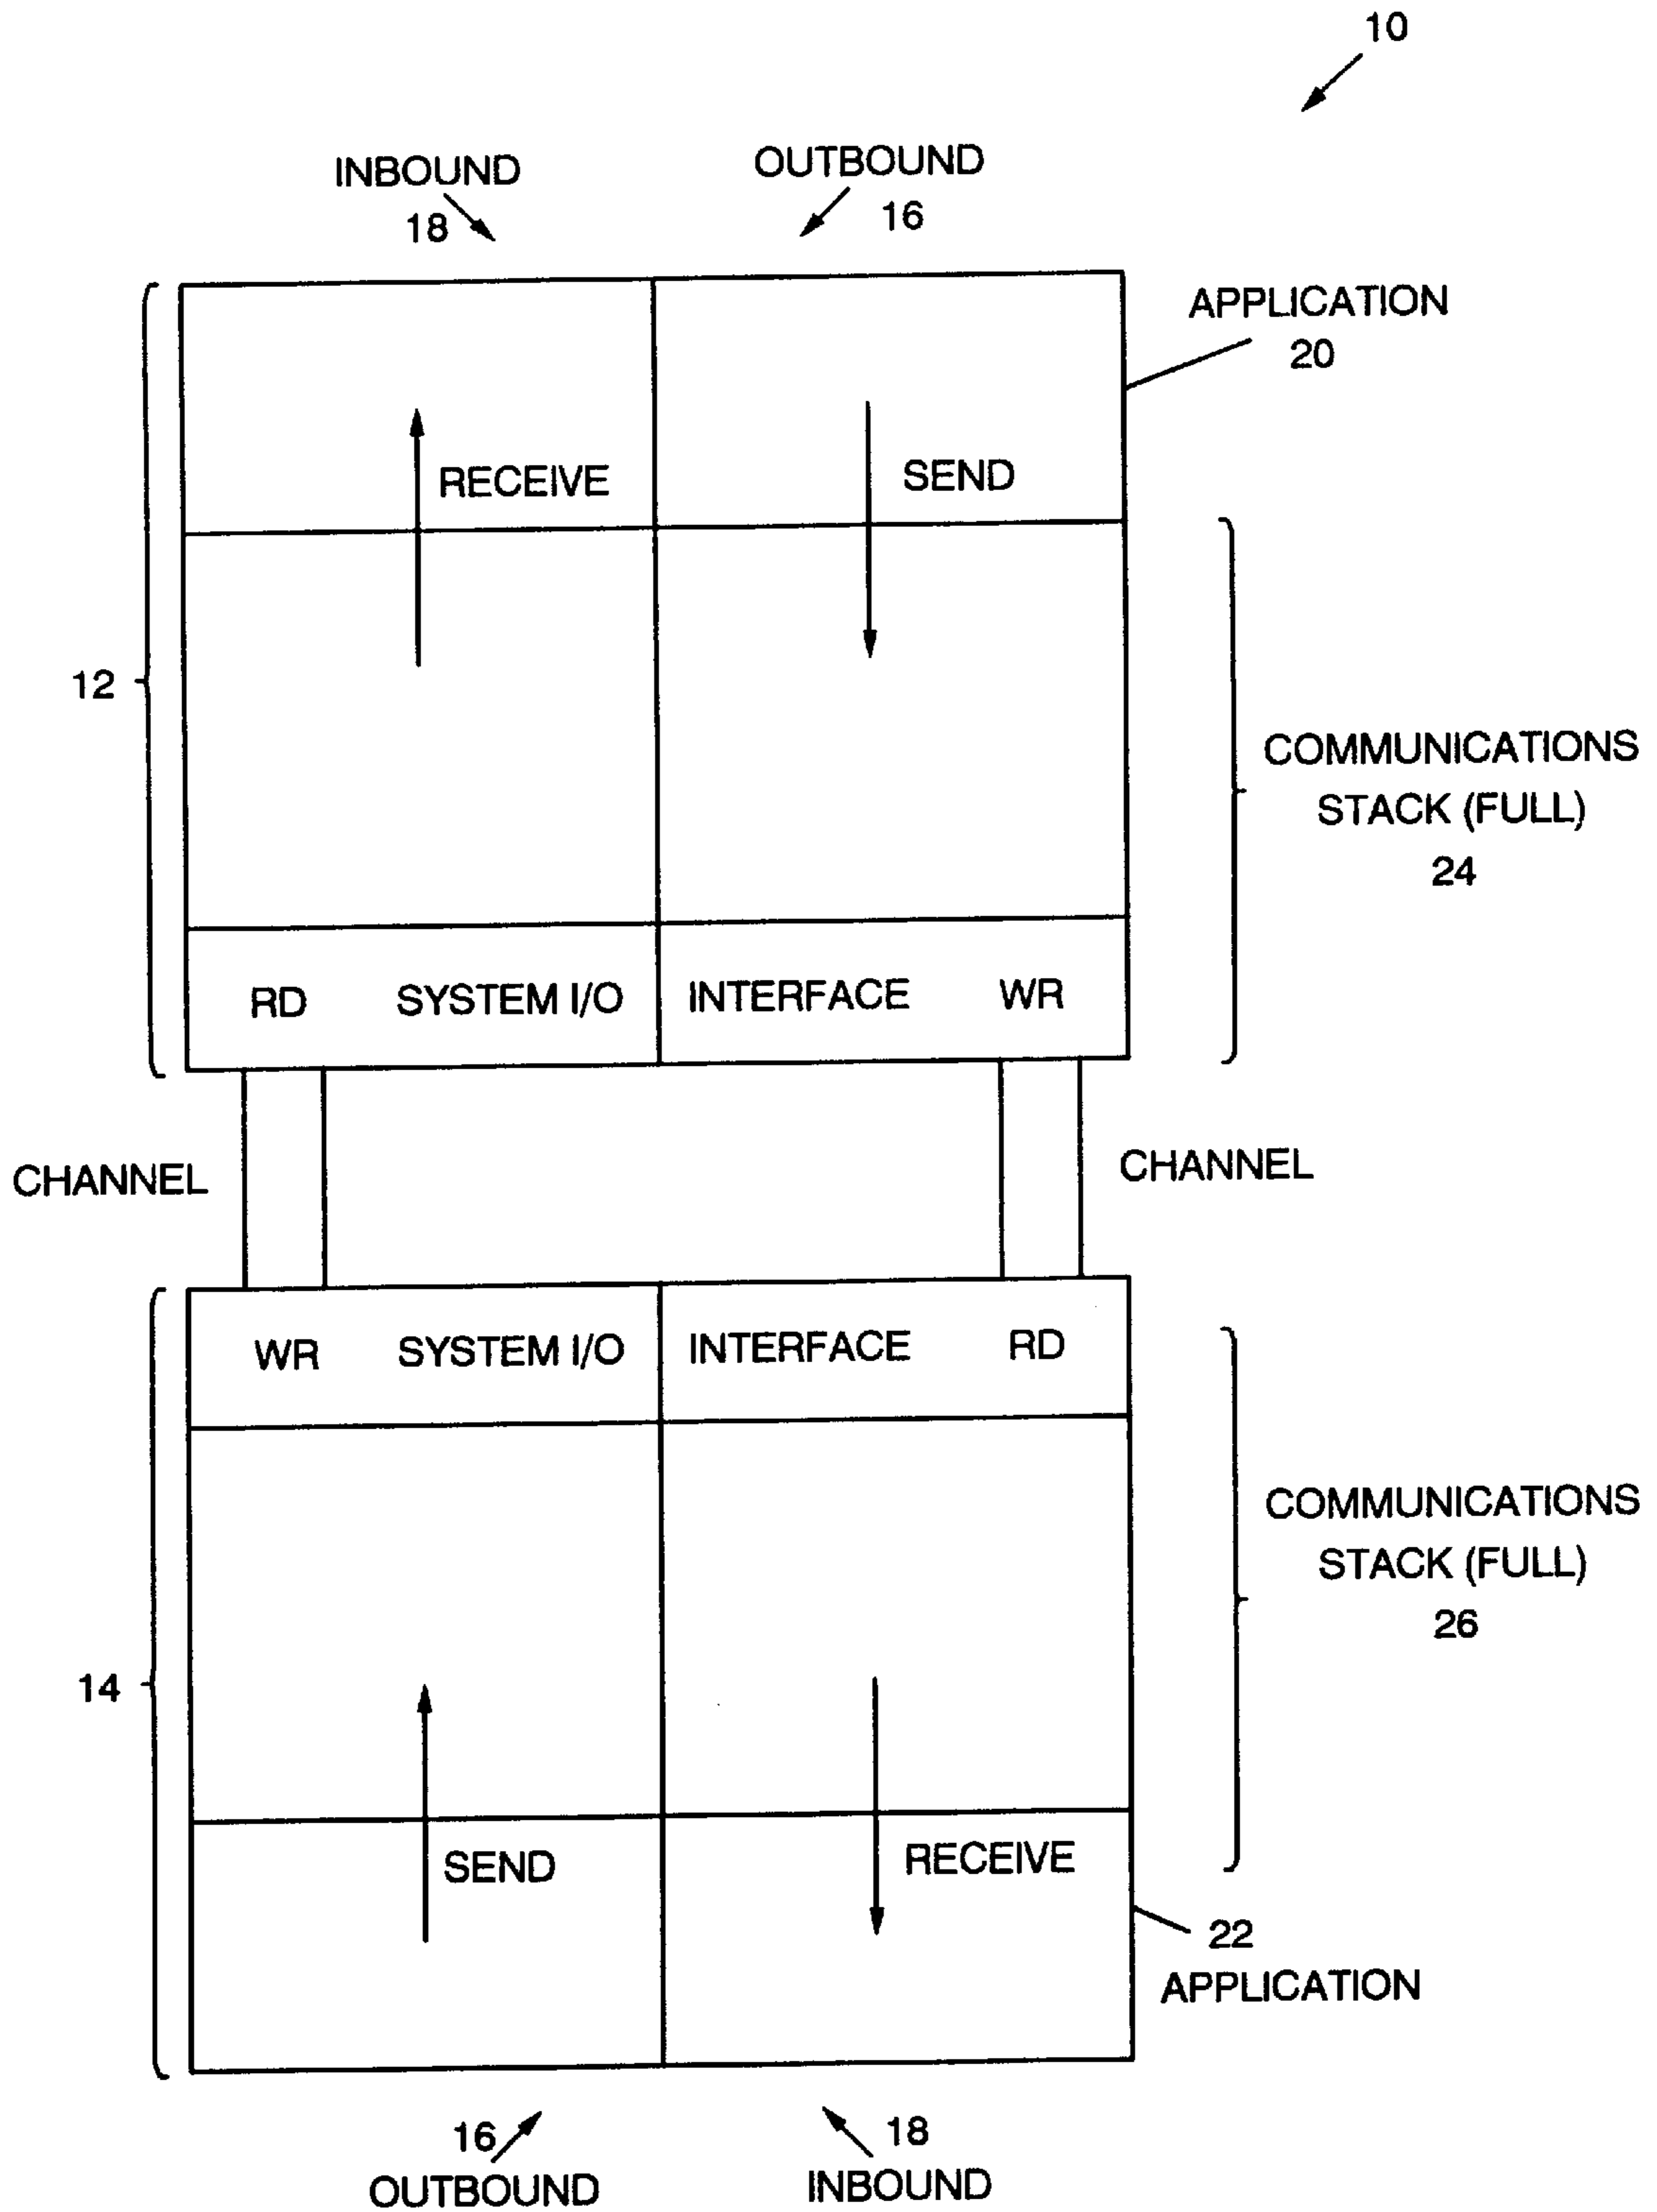 10
INBOUND
18
OUTBOUND
16
APPLICATION
20
RECEIVE
SEND
12
COMMUNICATIONS
STACK (FULL)
24
RD SYSTEM I/O INTERFACE WR
CHANNEL
CHANNEL
WR SYSTEM I/O INTERFACE RD
COMMUNICATIONS
STACK (FULL)
26
14
SEND
RECEIVE
22
APPLICATION
16
OUTBOUND
18
INBOUND